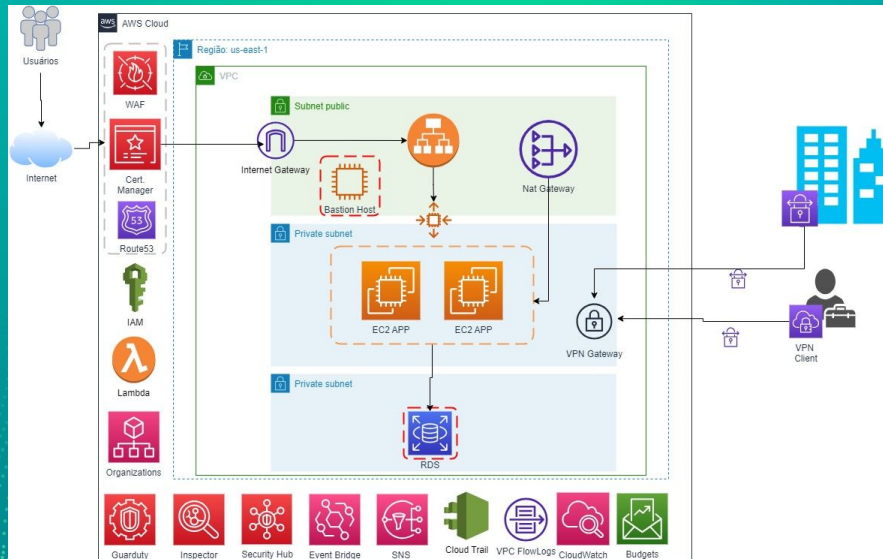 aws AWS Cloud
Usuários
Região: us-east-1
VPC
WAF
Subnet public
Internet
Cert.
Manager
Internet Gateway
Bastion Host
Nat Gateway
53
Route53
Private subnet
IAM
EC2 APP
EC2 APP
VPN Gateway
VPN
Client
λ
Lambda
Private subnet
Organizations
RDS
Guarduty
Inspector
Security Hub
Event Bridge
SNS
Cloud Trail
VPC FlowLogs
CloudWatch
Budgets